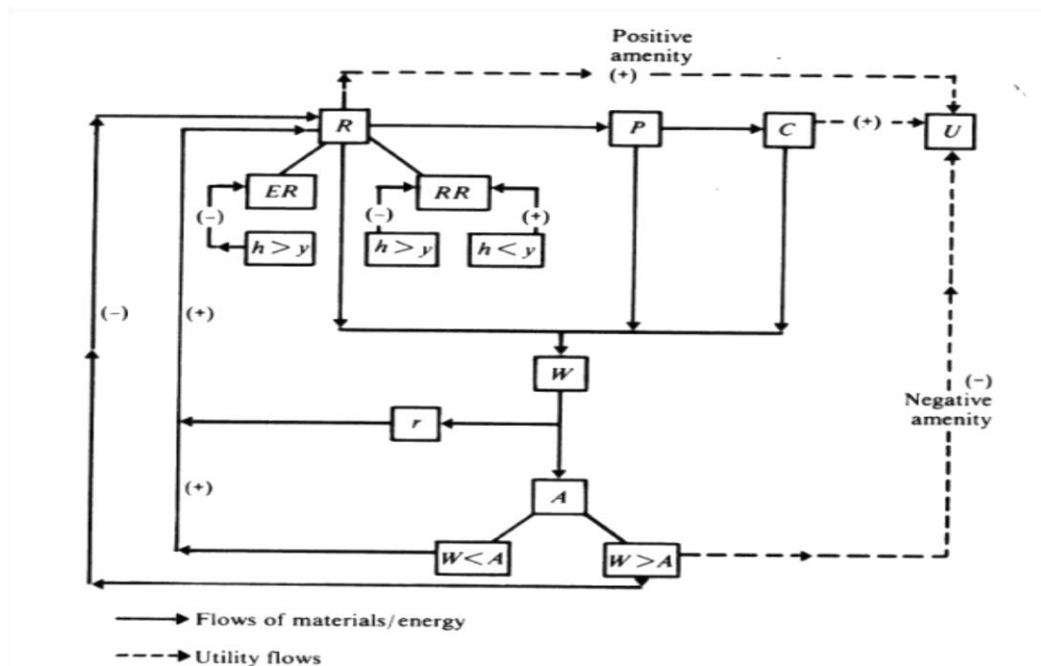 Positive
amenity
(+)
R
P
C
(+)
U
ER
RR
(-)
(-)
(+)
h > y
h > y
h < y
(-)
(+)
W
(-)
Negative
amenity
r
(+)
A
W < A
W > A
Flows of materials/energy
Utility flows